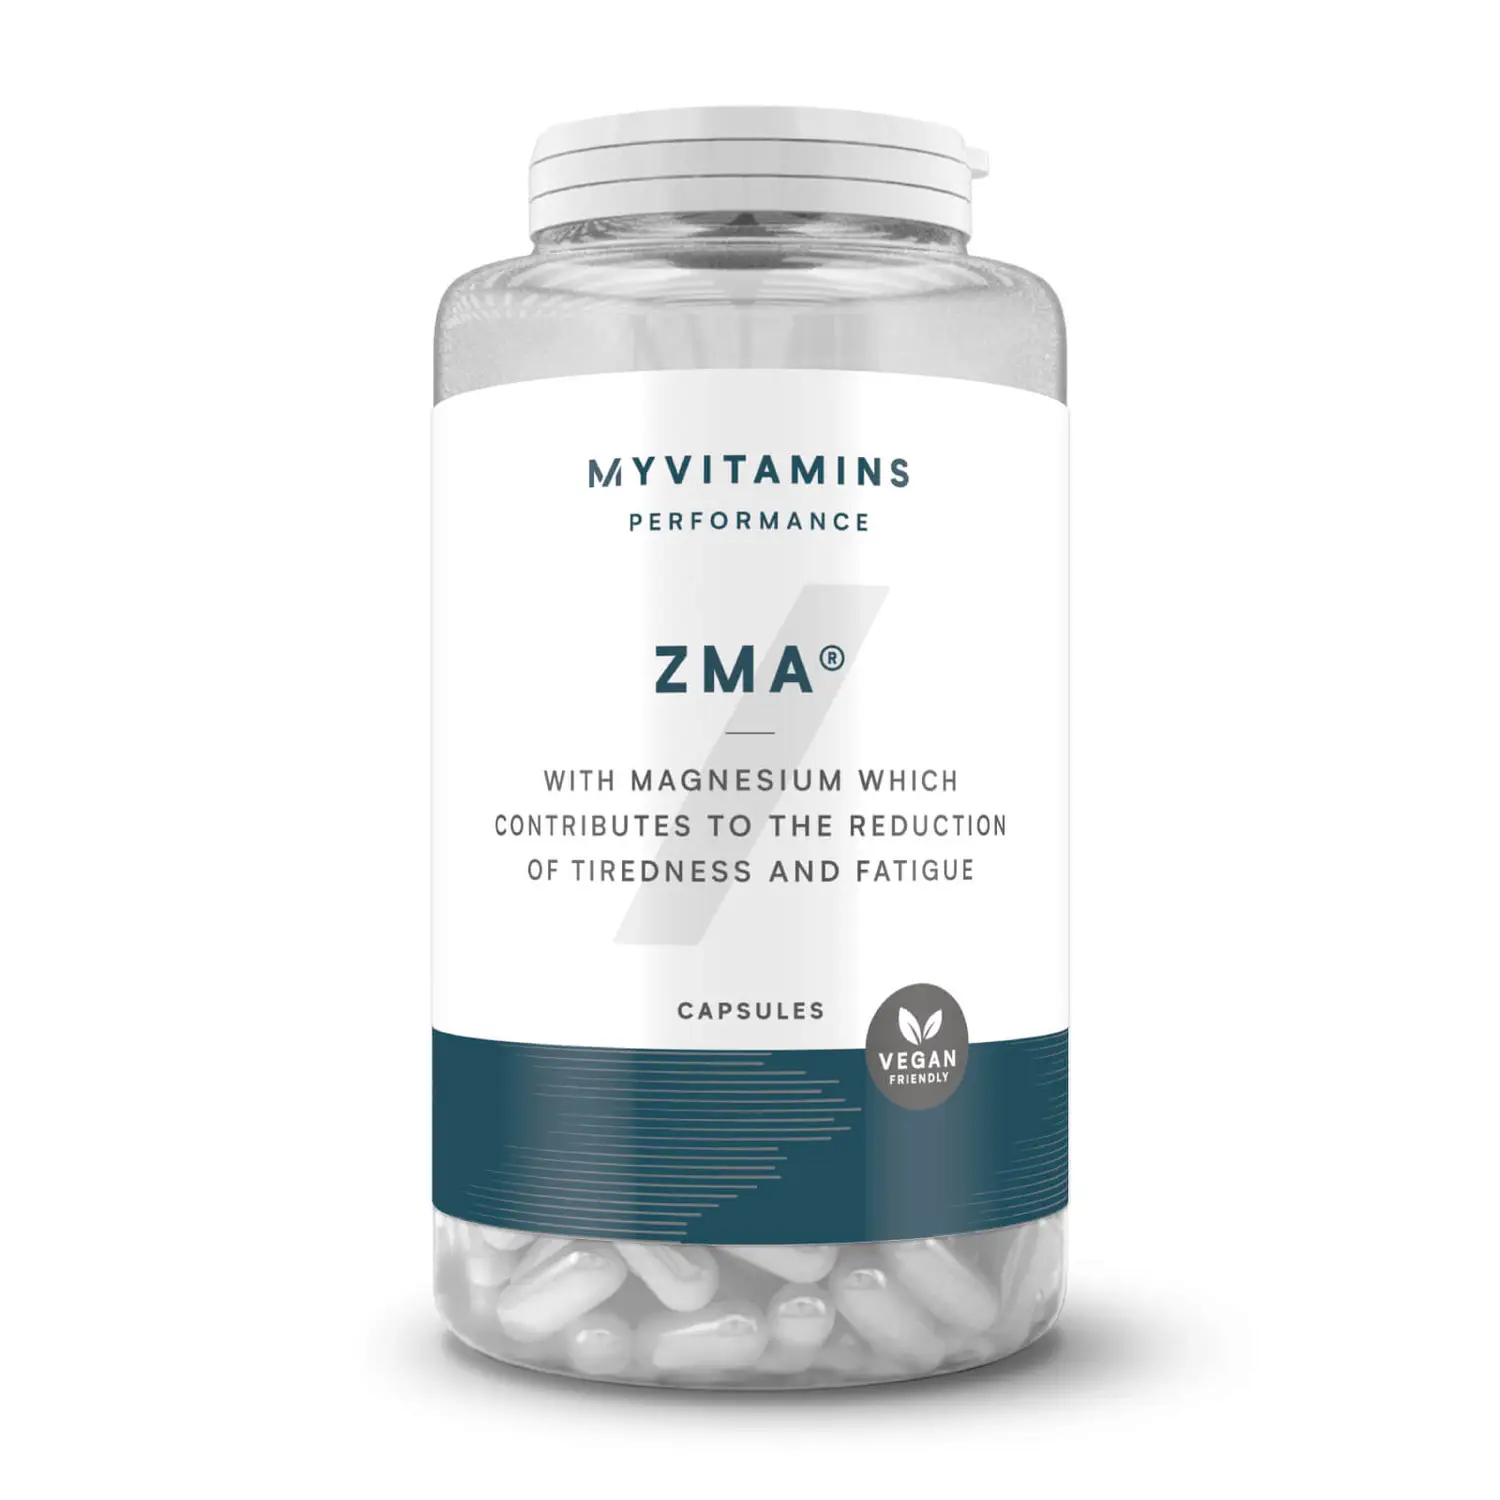 MYVITAMINS
PERFORMANCE
ZMA®
WITH MAGNESIUM WHICH
CONTRIBUTES TO THE REDUCTION
OF TIREDNESS AND FATIGUE
CAPSULES
VEGAN
FRIENDLY